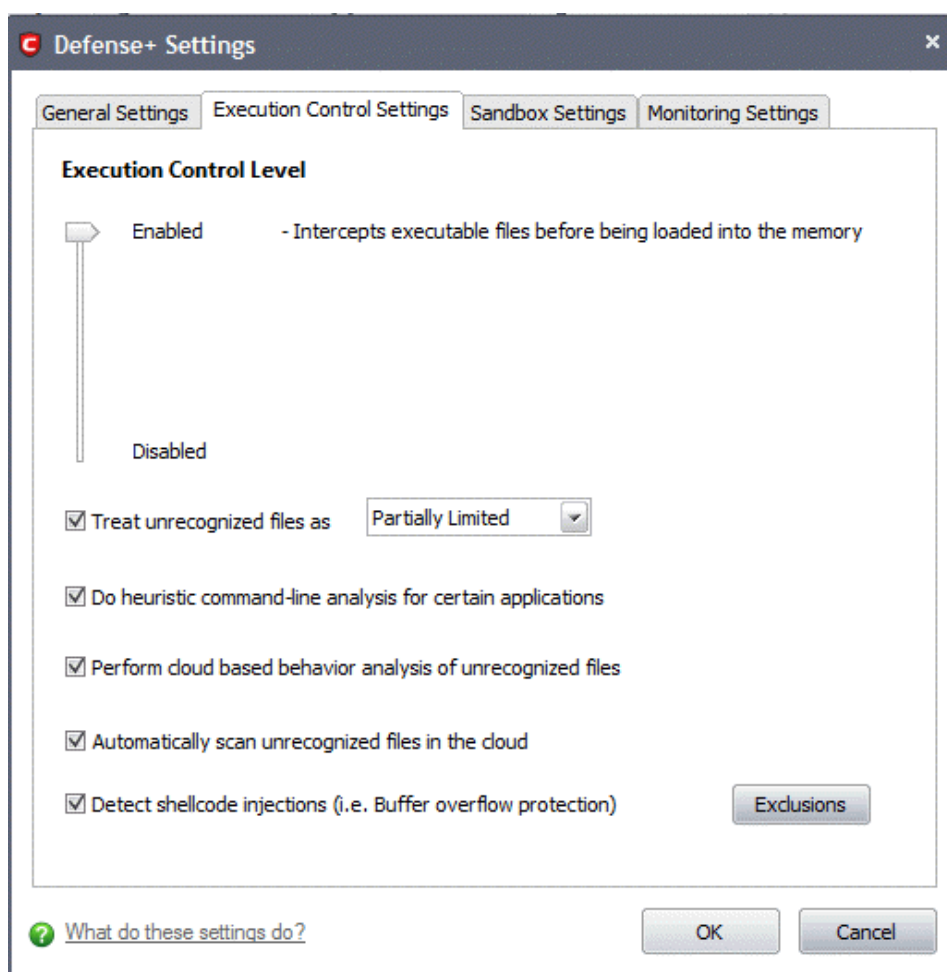 Defense+ Settings
General Settings Execution Control Settings Sandbox Settings Monitoring Settings
Execution Control Level
Enabled - Intercepts executable files before being loaded into the memory
Disabled
Treat unrecognized files as Partially Limited
Do heuristic command-line analysis for certain applications
Perform cloud based behavior analysis of unrecognized files
Automatically scan unrecognized files in the cloud
Detect shellcode injections (i.e. Buffer overflow protection) Exclusions
What do these settings do? OK Cancel